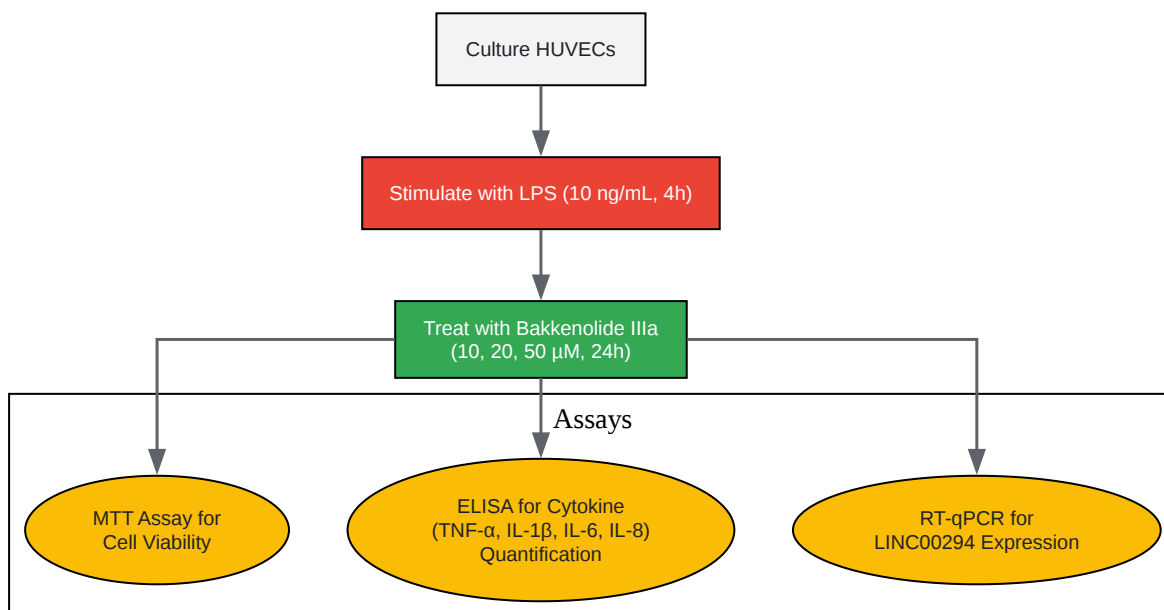 Culture HUVECs
Stimulate with LPS (10 ng/mL, 4h)
Treat with Bakkenolide IIIa
(10, 20, 50 µM, 24h)
Assays
MTT Assay for
Cell Viability
ELISA for Cytokine
(TNF-α, IL-1β, IL-6, IL-8)
Quantification
RT-qPCR for
LINC00294 Expression